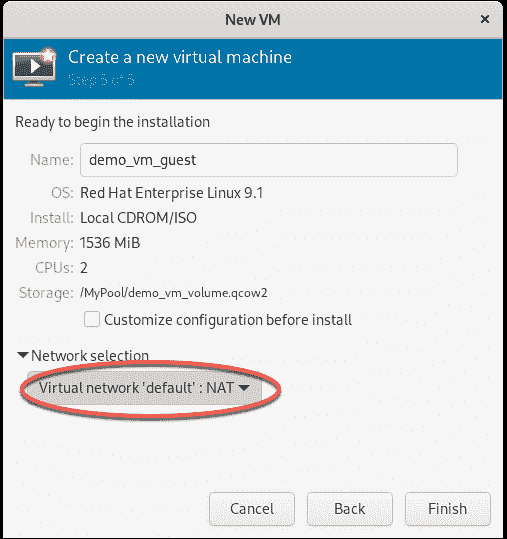 New VM
Create a new virtual machine
Step 5 of 5
Ready to begin the installation
Name: demo_vm_guest
OS: Red Hat Enterprise Linux 9.1
Install: Local CDROM/ISO
Memory: 1536 MiB
CPUs: 2
Storage: /MyPool/demo_vm_volume.qcow2
Customize configuration before install
Network selection
Virtual network 'default' : NAT
Cancel Back Finish